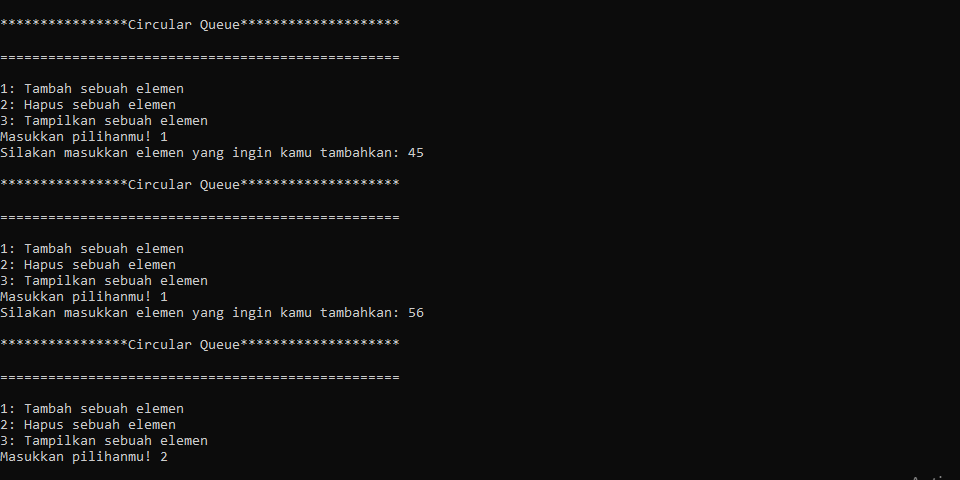 ****************Circular Queue********************
==================================================
1: Tambah sebuah elemen
2: Hapus sebuah elemen
3: Tampilkan sebuah elemen
Masukkan pilihanmu! 1
Silakan masukkan elemen yang ingin kamu tambahkan: 45
****************Circular Queue********************
==================================================
1: Tambah sebuah elemen
2: Hapus sebuah elemen
3: Tampilkan sebuah elemen
Masukkan pilihanmu! 1
Silakan masukkan elemen yang ingin kamu tambahkan: 56
****************Circular Queue********************
==================================================
1: Tambah sebuah elemen
2: Hapus sebuah elemen
3: Tampilkan sebuah elemen
Masukkan pilihanmu! 2